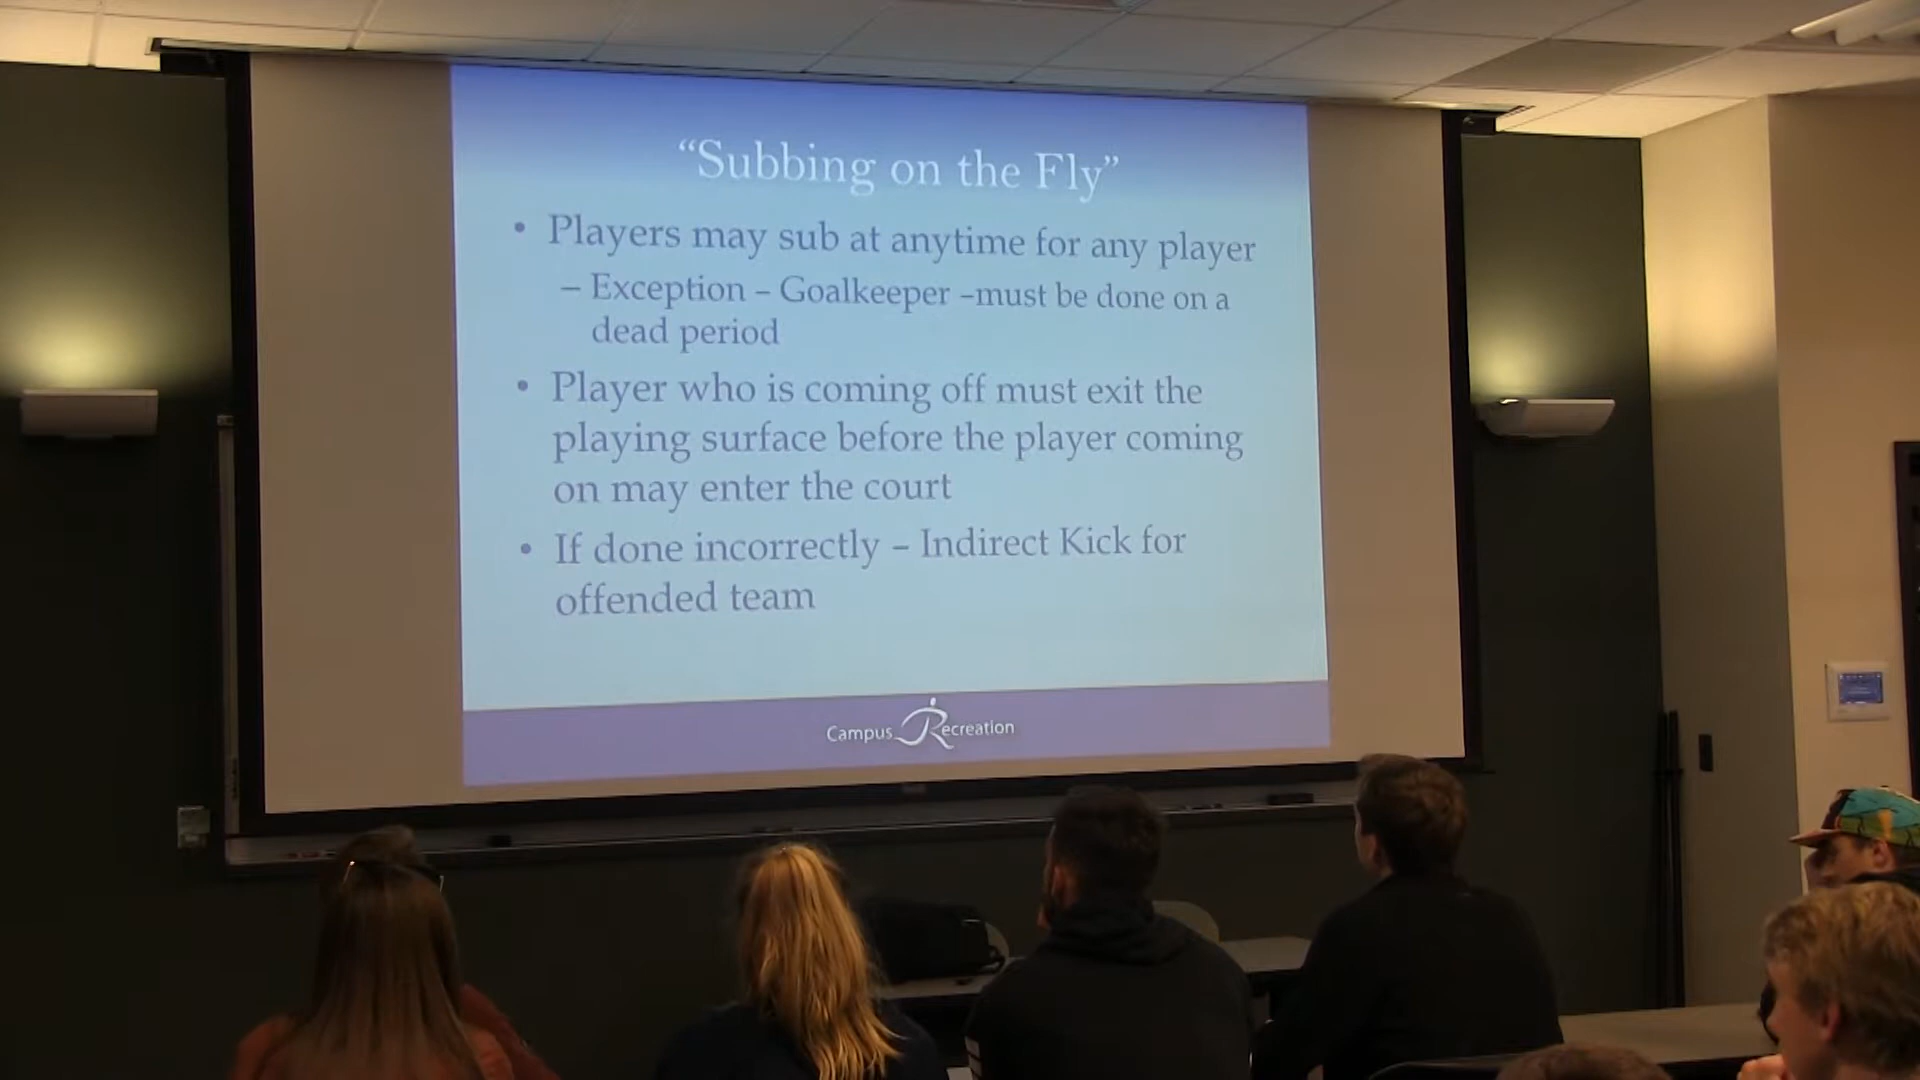 “Subbing on the Fly”
• Players may sub at anytime for any player
– Exception – Goalkeeper –must be done on a
dead period
• Player who is coming off must exit the
playing surface before the player coming
on may enter the court
• If done incorrectly – Indirect Kick for
offended team
Campus Recreation